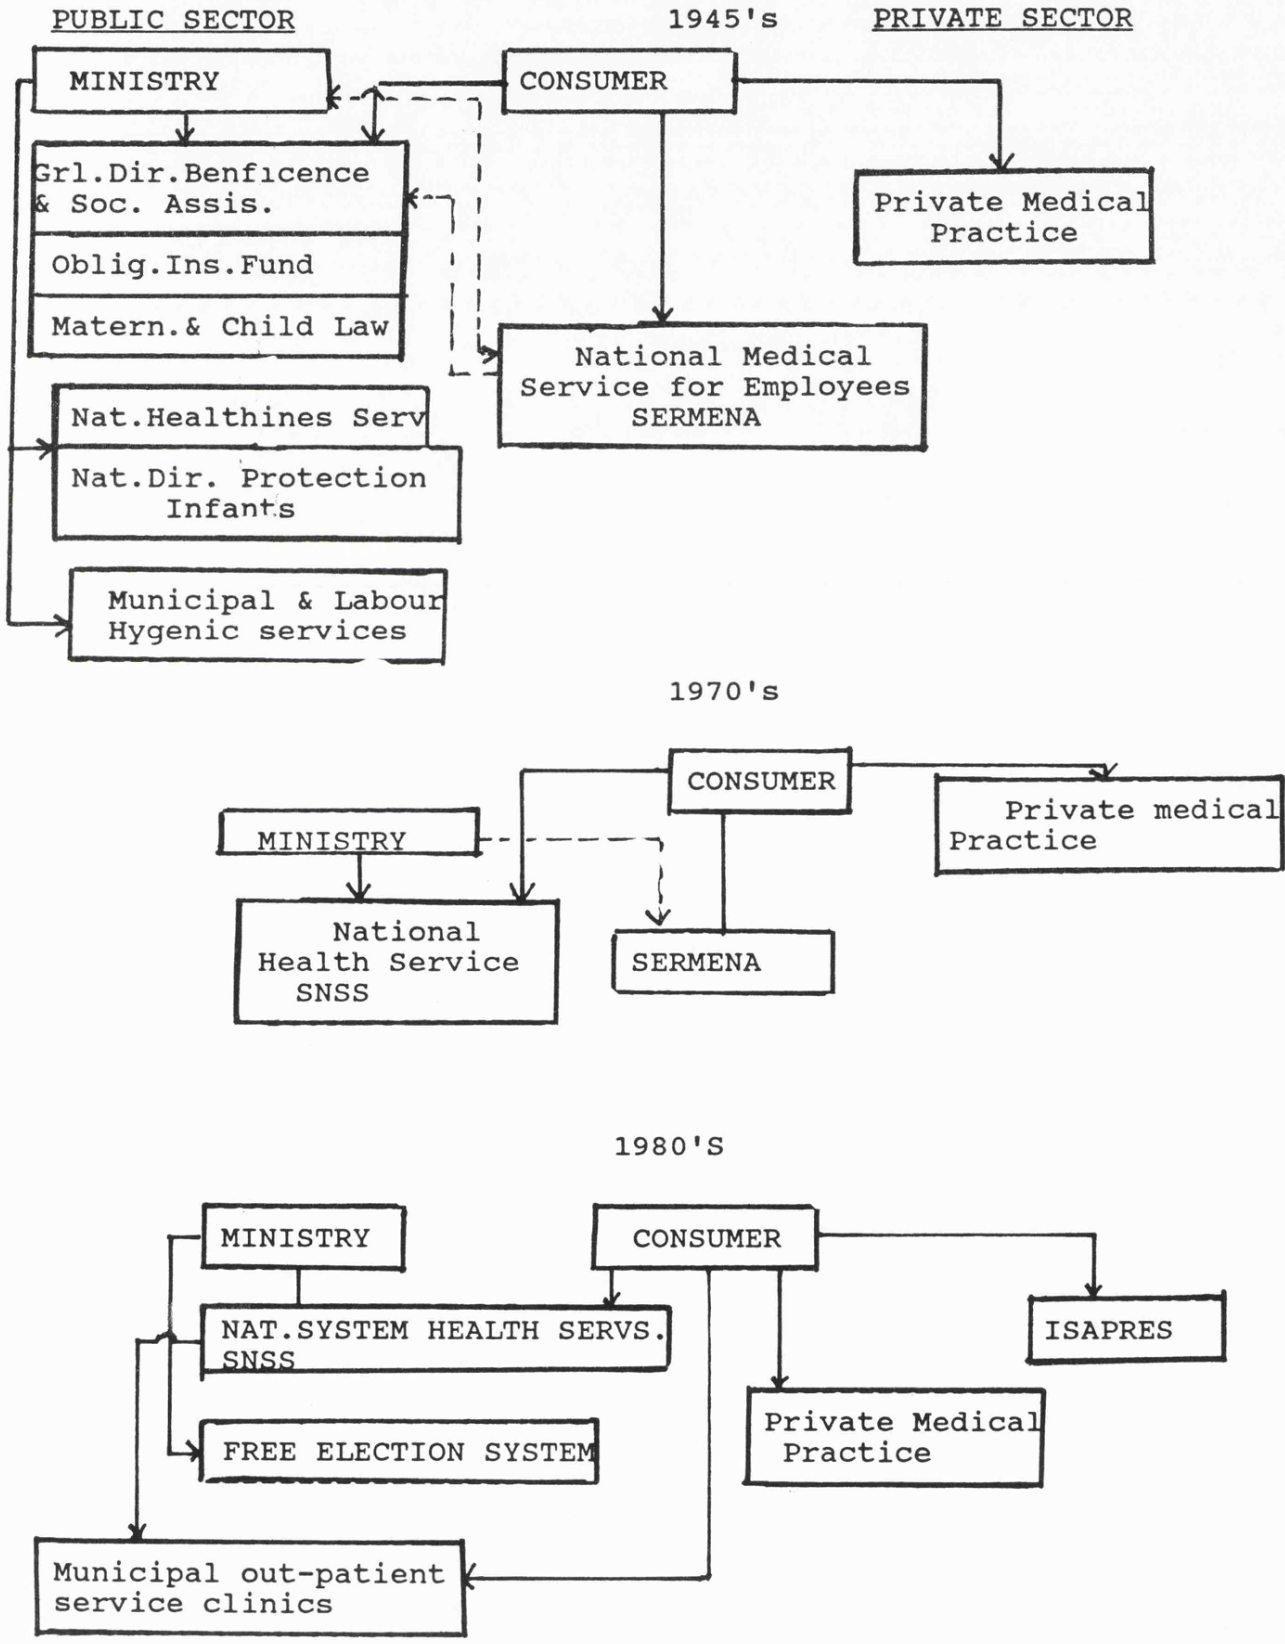 PUBLIC SECTOR
1945's
PRIVATE SECTOR
MINISTRY
CONSUMER
Grl.Dir.Benficence
& Soc. Assis.
Oblig.Ins.Fund
Matern.& Child Law
Private Medical
Practice
National Medical
Service for Employees
SERMENA
Nat.Healthines Serv
Nat.Dir. Protection
Infants
Municipal & Labour
Hygenic services
1970's
CONSUMER
Private medical
Practice
MINISTRY
National
Health Service
SNSS
SERMENA
1980'S
MINISTRY
CONSUMER
NAT.SYSTEM HEALTH SERVS.
SNSS
ISAPRES
FREE ELECTION SYSTEM
Private Medical
Practice
Municipal out-patient
service clinics